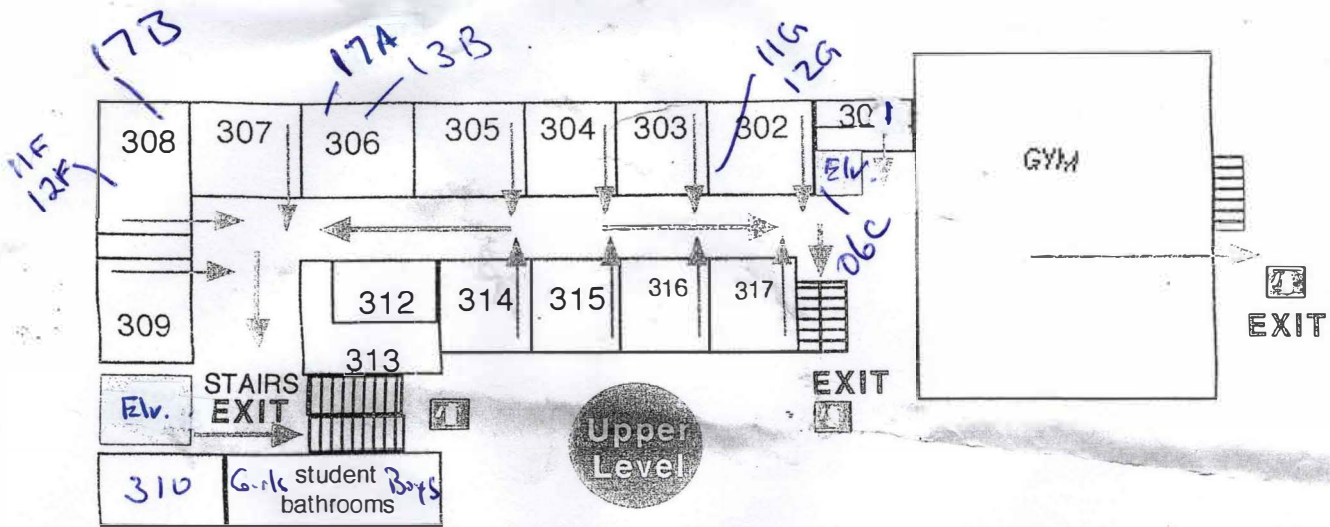 17B
17A
13B
11G
12G
308
307
306
305
304
303
302
301
Elv.
GYM
11F
12F
06C
312
314
315
316
317
309
313
EXIT
STAIRS
EXIT
EXIT
Elv.
Upper
Level
310
Girls student Boys
bathrooms